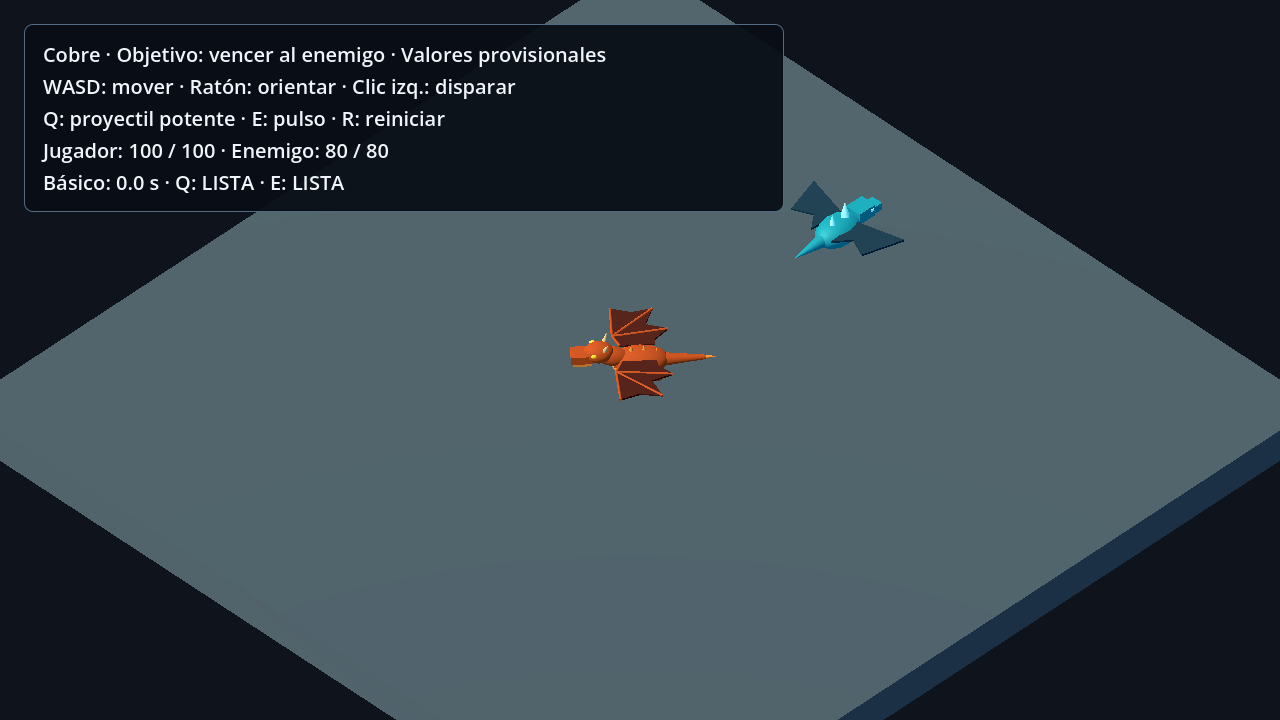 Cobre · Objetivo: vencer al enemigo · Valores provisionales
WASD: mover · Ratón: orientar · Clic izq.: disparar
Q: proyectil potente · E: pulso · R: reiniciar
Jugador: 100 / 100 · Enemigo: 80 / 80
Básico: 0.0 s · Q: LISTA · E: LISTA